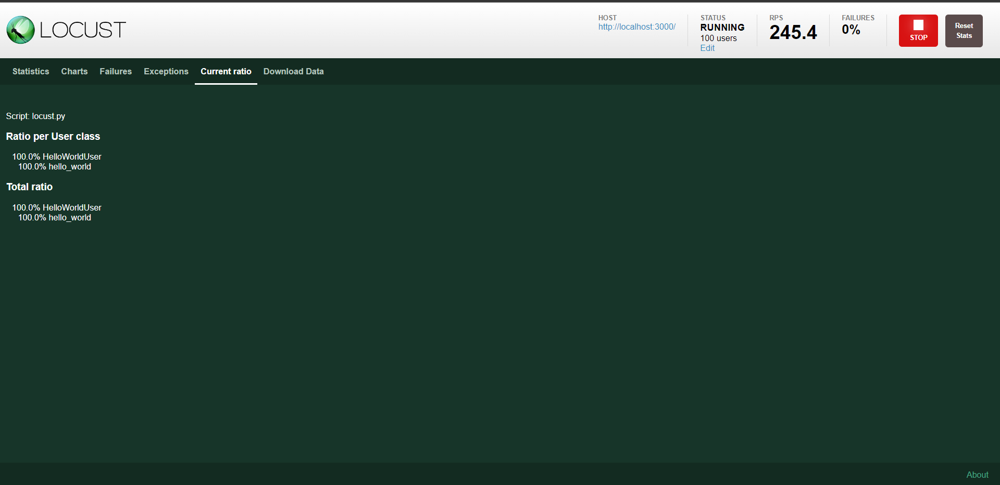 LOCUST
HOST
http://localhost:3000/
STATUS
RUNNING
100 users
Edit
RPS
245.4
FAILURES
0%
STOP
Reset
Stats
Statistics Charts Failures Exceptions Current ratio Download Data
Script: locust.py
Ratio per User class
100.0% HelloWorldUser
100.0% hello_world
Total ratio
100.0% HelloWorldUser
100.0% hello_world
About